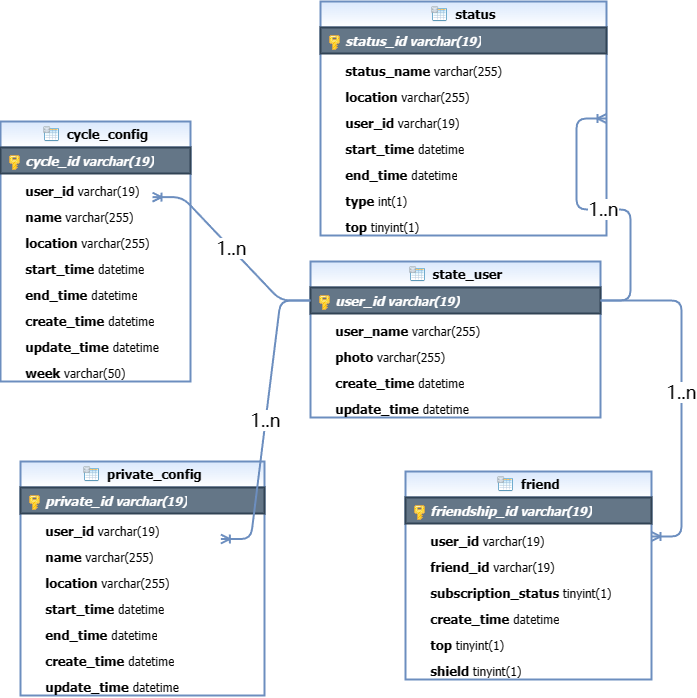 status
status_id varchar(19)
status_name varchar(255)
location varchar(255)
user_id varchar(19)
start_time datetime
end_time datetime
type int(1)
top tinyint(1)
cycle_config
cycle_id varchar(19)
user_id varchar(19)
name varchar(255)
location varchar(255)
start_time datetime
end_time datetime
create_time datetime
update_time datetime
week varchar(50)
1..n
1..n
state_user
user_id varchar(19)
user_name varchar(255)
photo varchar(255)
create_time datetime
update_time datetime
1..n
1..n
private_config
private_id varchar(19)
user_id varchar(19)
name varchar(255)
location varchar(255)
start_time datetime
end_time datetime
create_time datetime
update_time datetime
friend
friendship_id varchar(19)
user_id varchar(19)
friend_id varchar(19)
subscription_status tinyint(1)
create_time datetime
top tinyint(1)
shield tinyint(1)